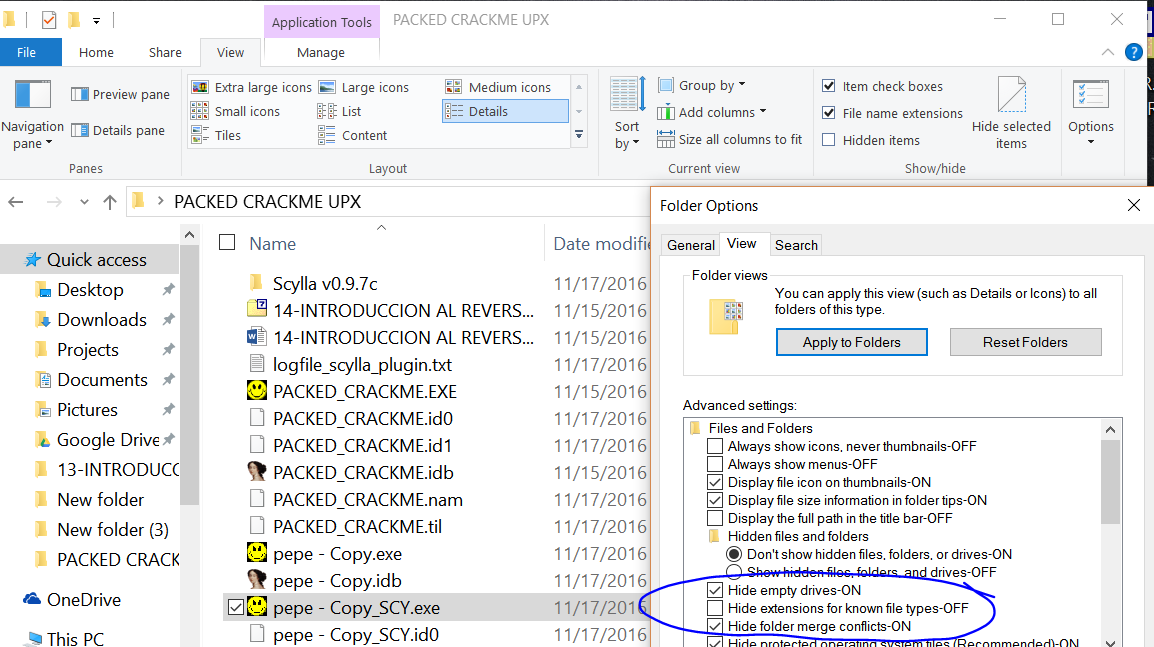 Application Tools PACKED CRACKME UPX
File Home Share View Manage
Preview pane
Details pane
Navigation pane
Panes
Extra large icons Large icons Medium icons
Small icons List Details
Tiles Content
Layout
Sort by
Group by
Add columns
Size all columns to fit
Current view
Item check boxes
File name extensions
Hidden items
Hide selected items
Show/hide
Options
PACKED CRACKME UPX
Quick access
Desktop
Downloads
Projects
Documents
Pictures
Google Drive
13-INTRODUCC
New folder
New folder (3)
PACKED CRACK
OneDrive
This PC
Name Date modifi
Scylla v0.9.7c 11/17/2016
14-INTRODUCCION AL REVERS... 11/15/2016
14-INTRODUCCION AL REVERS... 11/15/2016
logfile_scylla_plugin.txt 11/17/2016
PACKED_CRACKME.EXE 11/15/2016
PACKED_CRACKME.id0 11/17/2016
PACKED_CRACKME.id1 11/17/2016
PACKED_CRACKME.idb 11/15/2016
PACKED_CRACKME.nam 11/17/2016
PACKED_CRACKME.til 11/17/2016
pepe - Copy.exe 11/17/2016
pepe - Copy.idb 11/17/2016
pepe - Copy_SCY.exe 11/17/2016
pepe - Copy_SCY.id0 11/17/2016
Folder Options
General View Search
Folder views
You can apply this view (such as Details or Icons) to all
folders of this type.
Apply to Folders Reset Folders
Advanced settings:
Files and Folders
Always show icons, never thumbnails-OFF
Always show menus-OFF
Display file icon on thumbnails-ON
Display file size information in folder tips-ON
Display the full path in the title bar-OFF
Hidden files and folders
Don't show hidden files, folders, or drives-ON
Show hidden files, folders, and drives-OFF
Hide empty drives-ON
Hide extensions for known file types-OFF
Hide folder merge conflicts-ON
Hide protected operating system files (Recommended)-ON